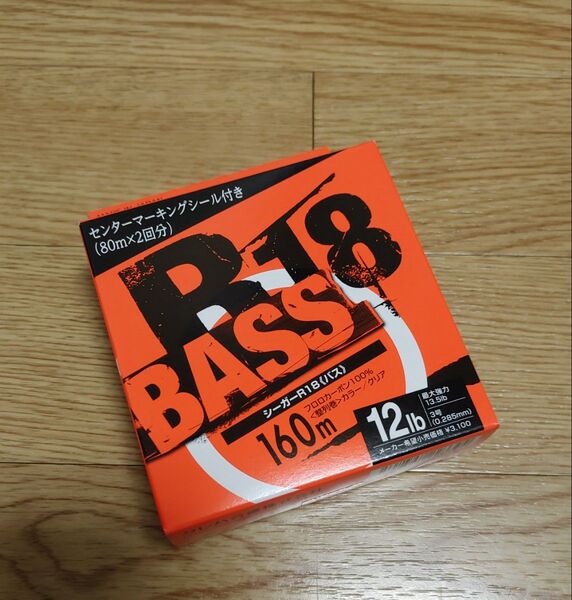 センターマーキングシール付き
(80m×2回分)
R18
BASS
シーガーR18《バス》
フロロカーボン100%
<整列巻>カラー/クリア
160m
12lb
最大強力
13.5lb
3号
(0.285mm)
メーカー希望小売価格 ¥3,100